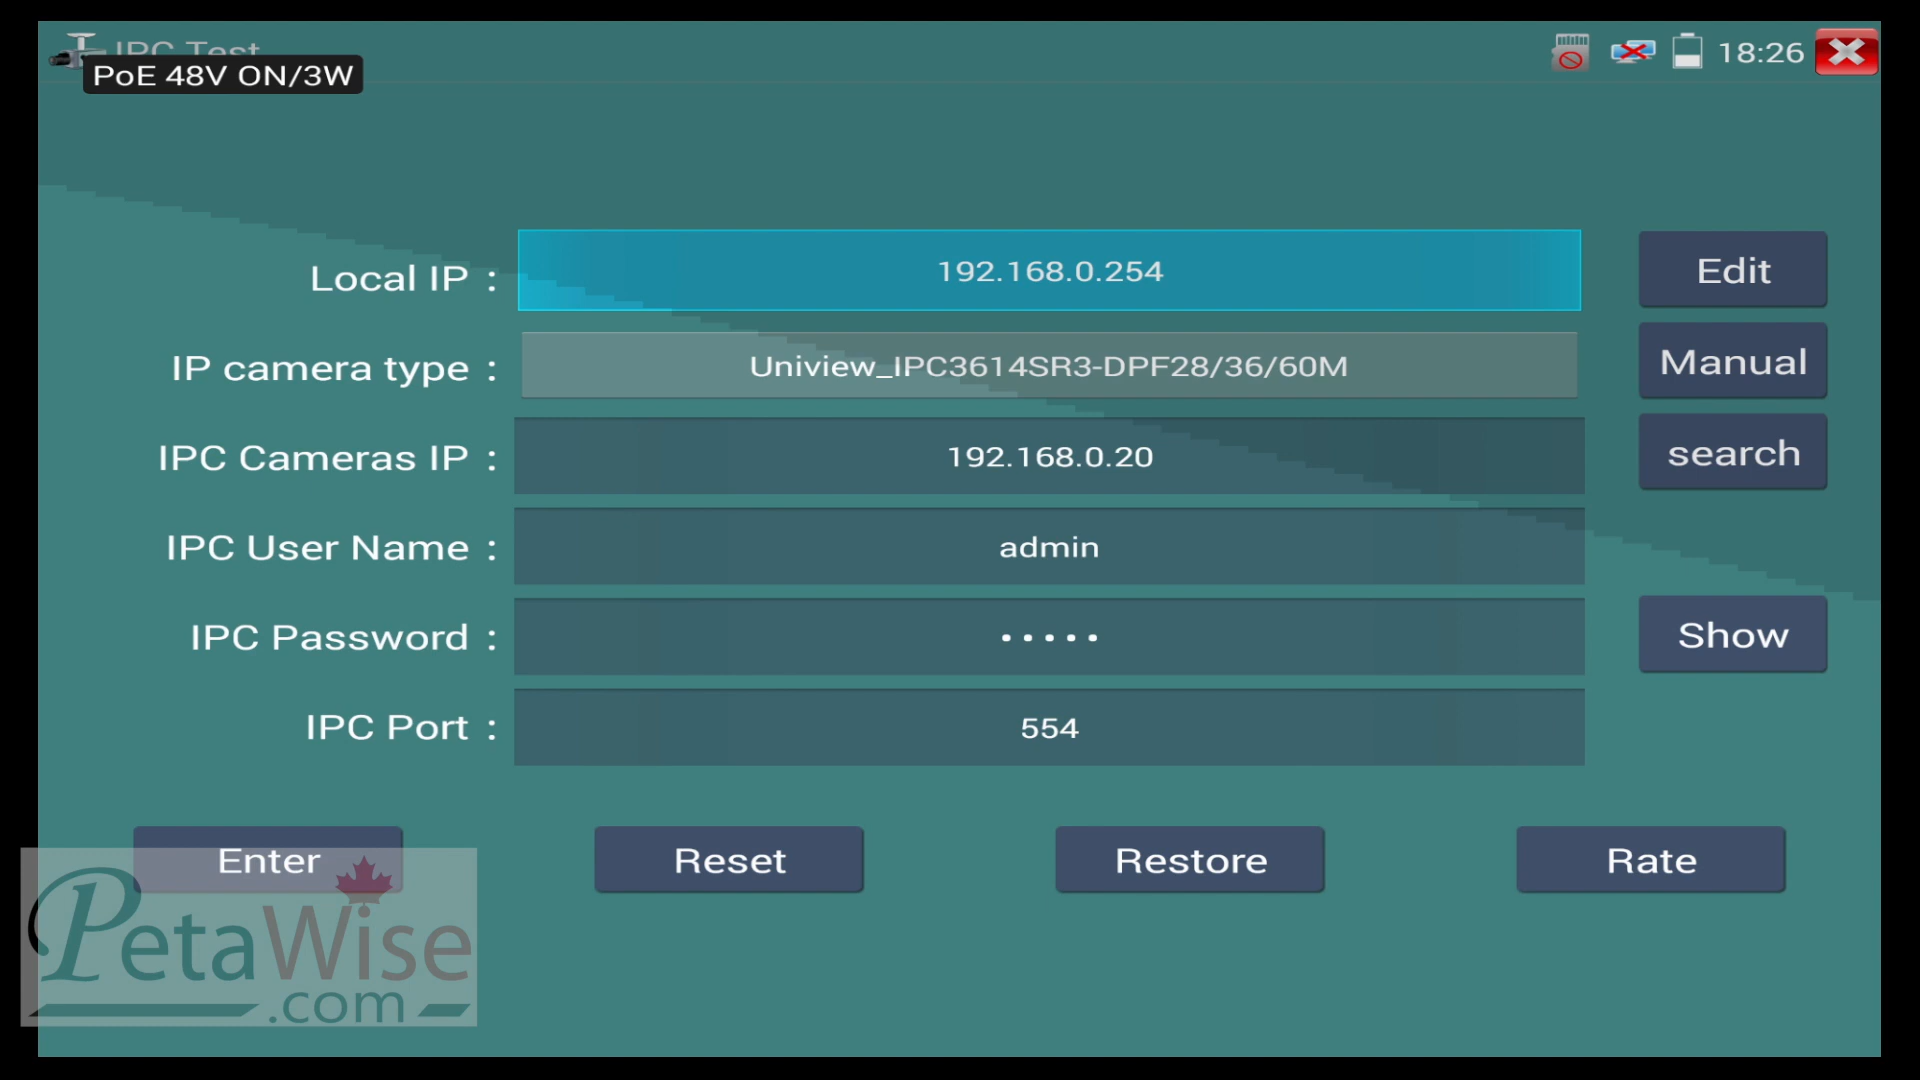 IPC Test
PoE 48V ON/3W
18:26
Local IP : 192.168.0.254 Edit
IP camera type : Uniview_IPC3614SR3-DPF28/36/60M Manual
IPC Cameras IP : 192.168.0.20 search
IPC User Name : admin
IPC Password : ••••• Show
IPC Port : 554
Enter Reset Restore Rate
PetaWise
.com